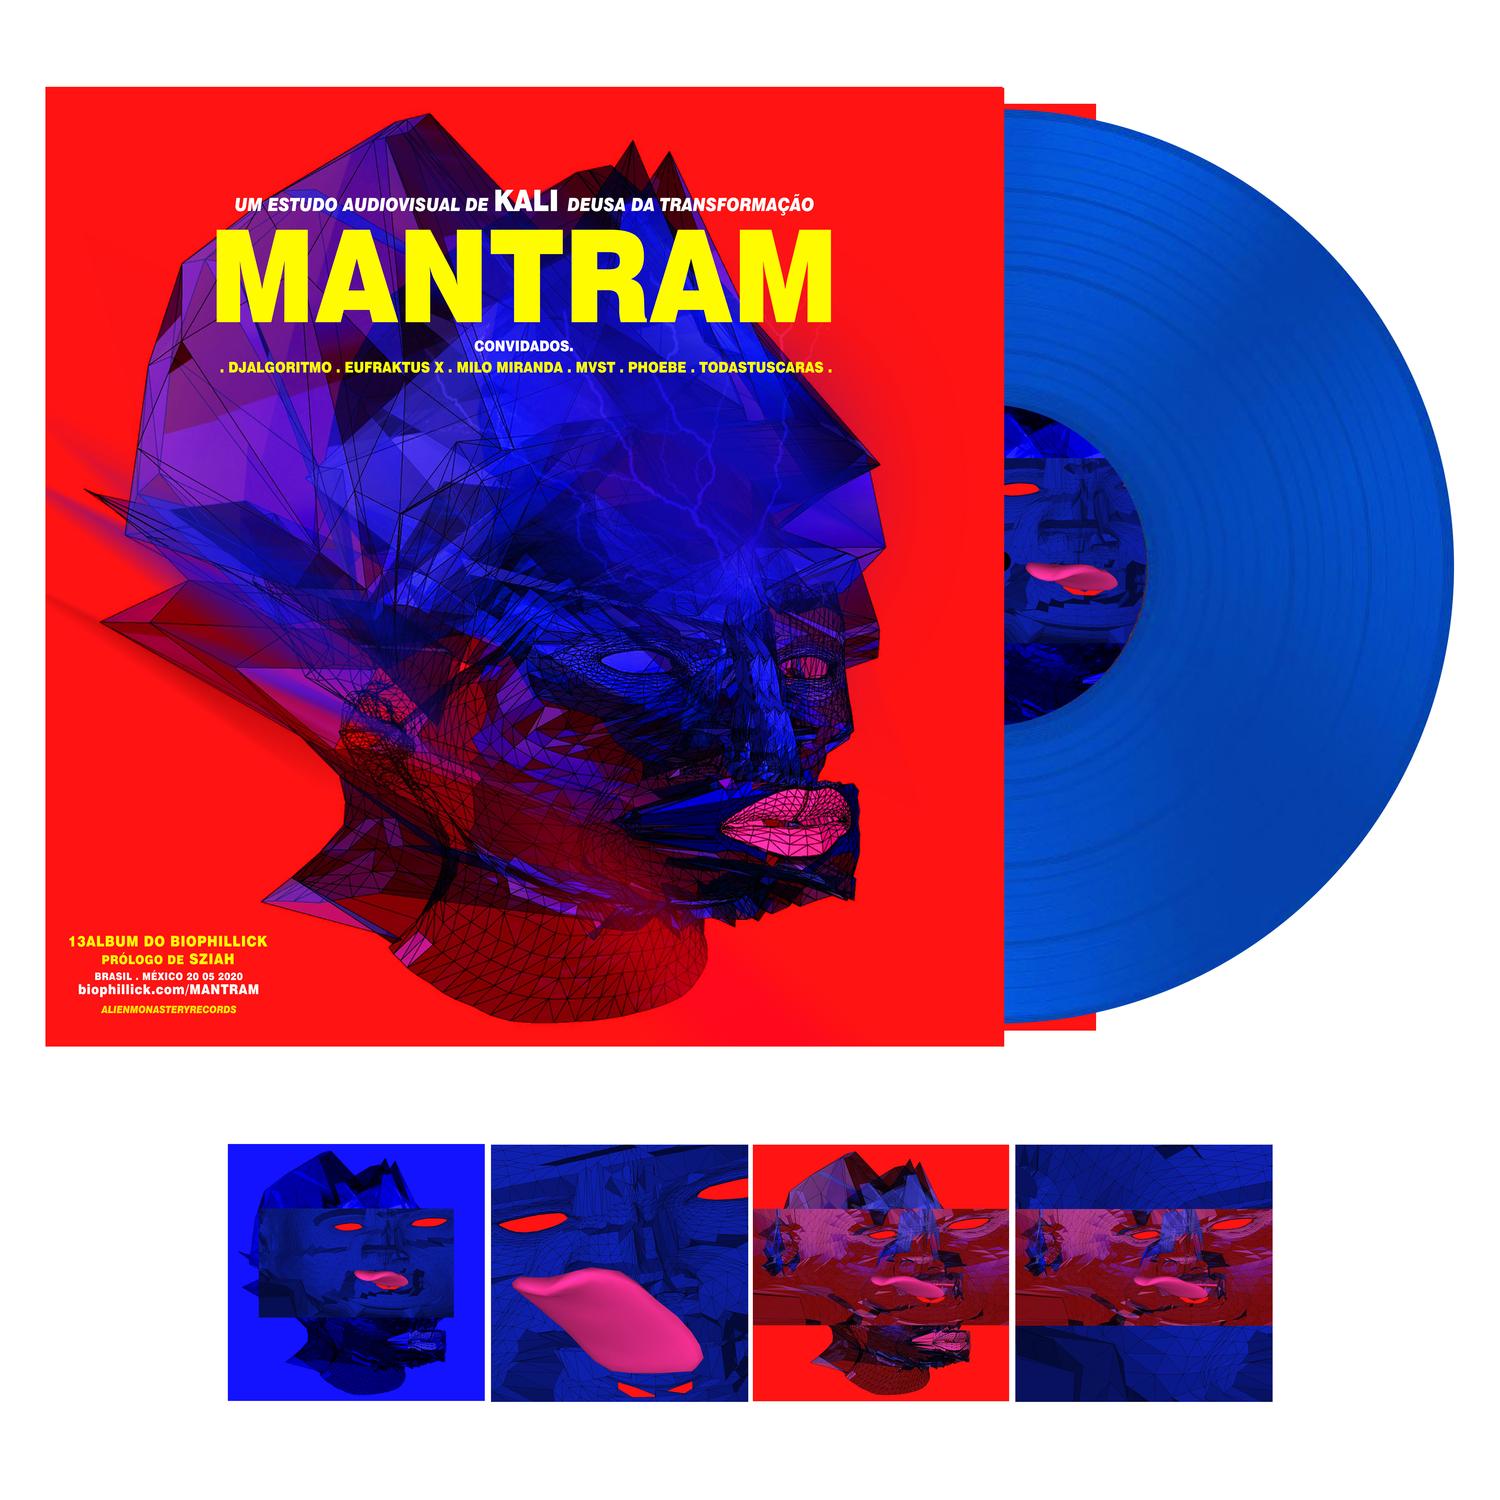 UM ESTUDO AUDIOVISUAL DE KALI DEUSA DA TRANSFORMAÇÃO
MANTRAM
CONVIDADOS.
. DJALGORITMO . EUFRAKTUS X . MILO MIRANDA . MVST . PHOEBE . TODASTUSCARAS .
13ALBUM DO BIOPHILLICK
PRÓLOGO DE SZIAH
BRASIL . MÉXICO 20 05 2020
biophillick.com/MANTRAM
ALIENMONASTERYRECORDS